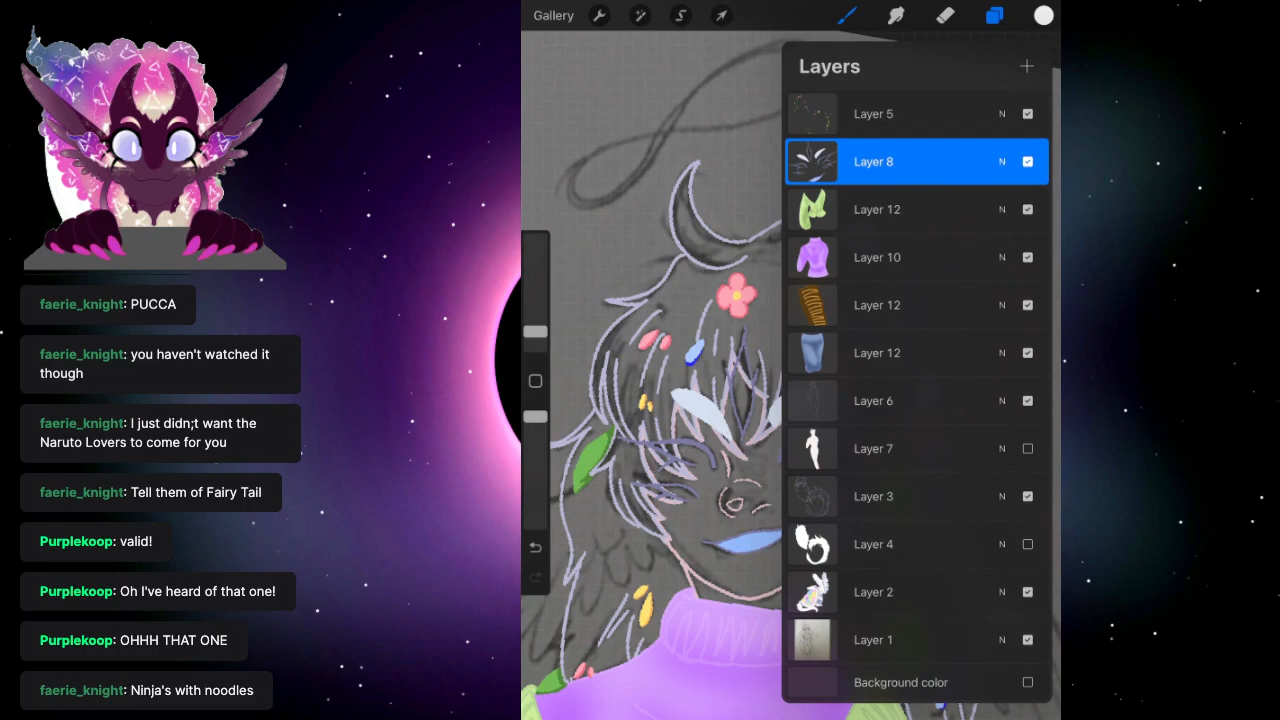 faerie_knight: PUCCA
faerie_knight: you haven't watched it
though
faerie_knight: I just didn;t want the
Naruto Lovers to come for you
faerie_knight: Tell them of Fairy Tail
Purplekoop: valid!
Purplekoop: Oh I've heard of that one!
Purplekoop: OHHH THAT ONE
faerie_knight: Ninja's with noodles
Gallery
Layers
Layer 5 N
Layer 8 N
Layer 12 N
Layer 10 N
Layer 12 N
Layer 12 N
Layer 6 N
Layer 7 N
Layer 3 N
Layer 4 N
Layer 2 N
Layer 1 N
Background color